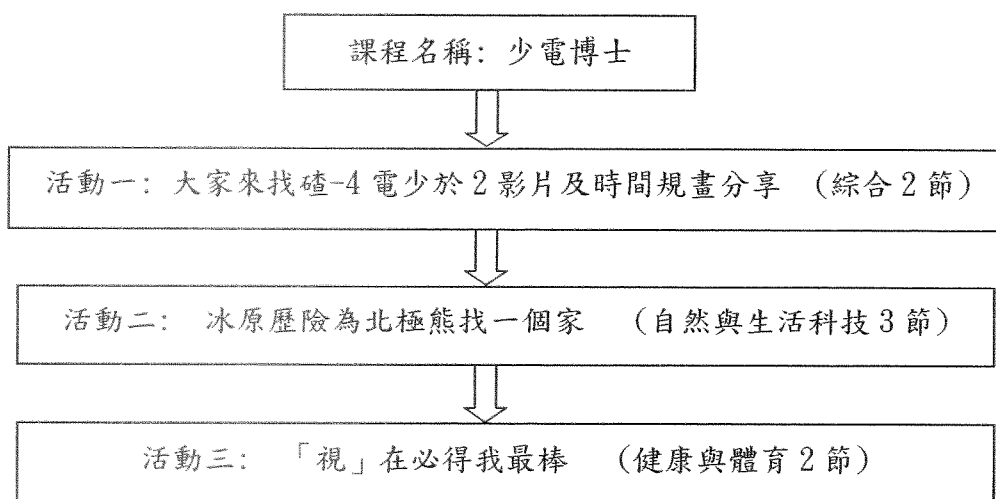 課程名稱: 少電博士
活動一: 大家來找碴-4 電少於 2 影片及時間規畫分享 (綜合 2 節)
活動二: 冰原歷險為北極熊找一個家 (自然與生活科技 3 節)
活動三: 「視」在必得我最棒 (健康與體育 2 節)